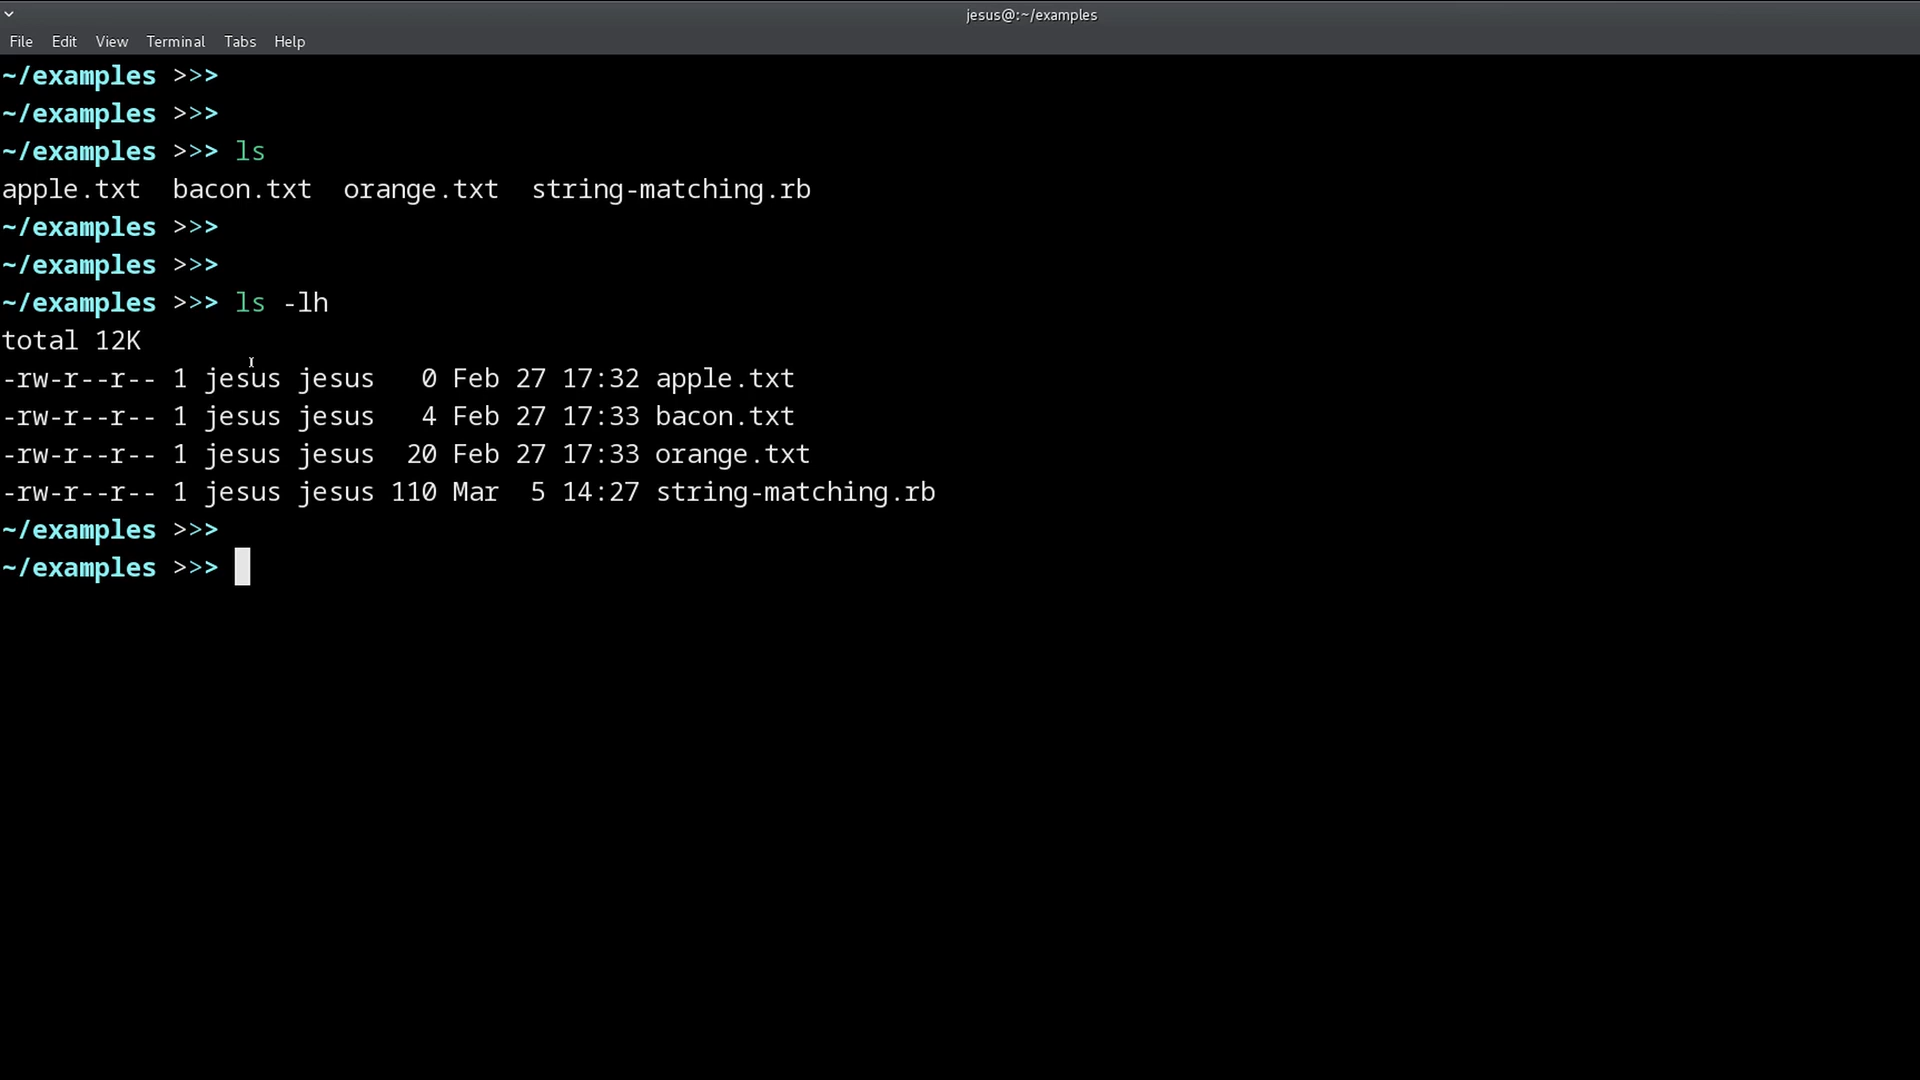 jesus@:~/examples
File Edit View Terminal Tabs Help
~/examples >>>
~/examples >>>
~/examples >>> ls
apple.txt  bacon.txt  orange.txt  string-matching.rb
~/examples >>>
~/examples >>>
~/examples >>> ls -lh
total 12K
-rw-r--r-- 1 jesus jesus   0 Feb 27 17:32 apple.txt
-rw-r--r-- 1 jesus jesus   4 Feb 27 17:33 bacon.txt
-rw-r--r-- 1 jesus jesus  20 Feb 27 17:33 orange.txt
-rw-r--r-- 1 jesus jesus 110 Mar  5 14:27 string-matching.rb
~/examples >>>
~/examples >>>